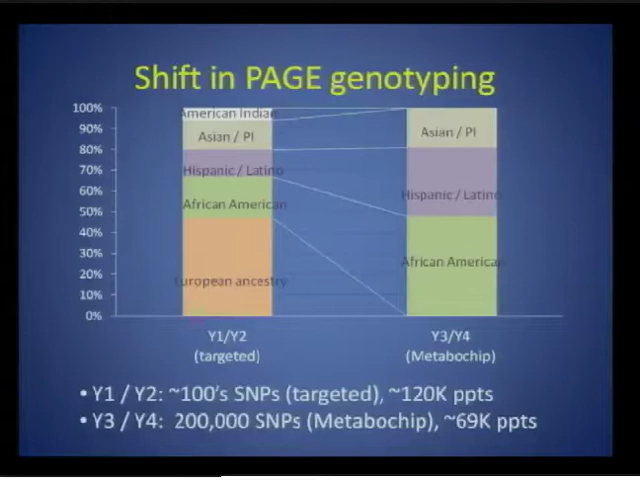 Shift in PAGE genotyping
100%
90%
80%
70%
60%
50%
40%
30%
20%
10%
0%
American Indian
Asian / PI
Hispanic / Latino
African American
European ancestry
Asian / PI
Hispanic / Latino
African American
Y1/Y2
(targeted)
Y3/Y4
(Metabochip)
• Y1 / Y2: ~100's SNPs (targeted), ~120K ppts
• Y3 / Y4: 200,000 SNPs (Metabochip), ~69K ppts